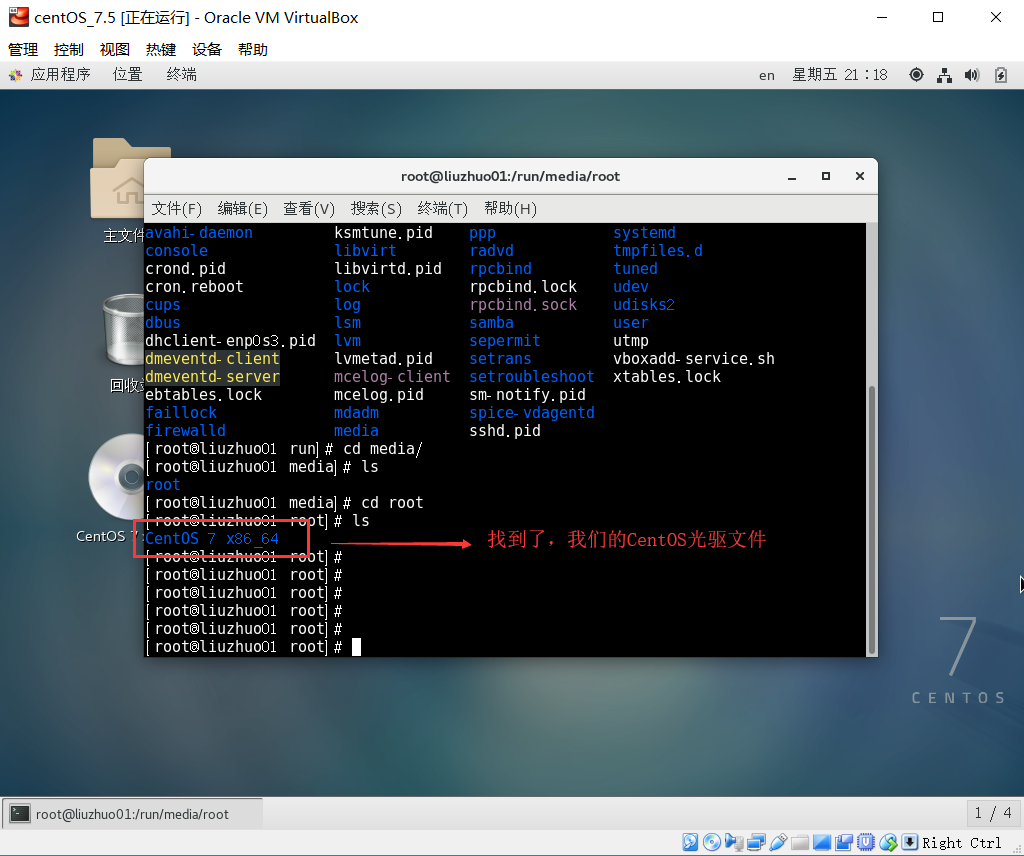 centOS_7.5 [正在运行] - Oracle VM VirtualBox
管理 控制 视图 热键 设备 帮助
应用程序 位置 终端 en 星期五 21：18
root@liuzhuo01:/run/media/root
文件(F) 编辑(E) 查看(V) 搜索(S) 终端(T) 帮助(H)
avahi-daemon ksmtune.pid ppp systemd
console libvirt radvd tmpfiles.d
crond.pid libvirtd.pid rpcbind tuned
cron.reboot lock rpcbind.lock udev
cups log rpcbind.sock udisks2
dbus lsm samba user
dhclient-enp0s3.pid lvm sepermit utmp
dmeventd-client lvmetad.pid setrans vboxadd-service.sh
dmeventd-server mcelog-client setroubleshoot xtables.lock
ebtables.lock mcelog.pid sm-notify.pid
faillock mdadm spice-vdagentd
firewalld media sshd.pid
[root@liuzhuo01 run]# cd media/
[root@liuzhuo01 media]# ls
root
[root@liuzhuo01 media]# cd root
[root@liuzhuo01 root]# ls
CentOS 7 x86_64
找到了，我们的CentOS光驱文件
[root@liuzhuo01 root]#
[root@liuzhuo01 root]#
[root@liuzhuo01 root]#
[root@liuzhuo01 root]#
[root@liuzhuo01 root]#
[root@liuzhuo01 root]#
主文件
回收站
CentOS 7
7
CENTOS
root@liuzhuo01:/run/media/root
1 / 4
Right Ctrl